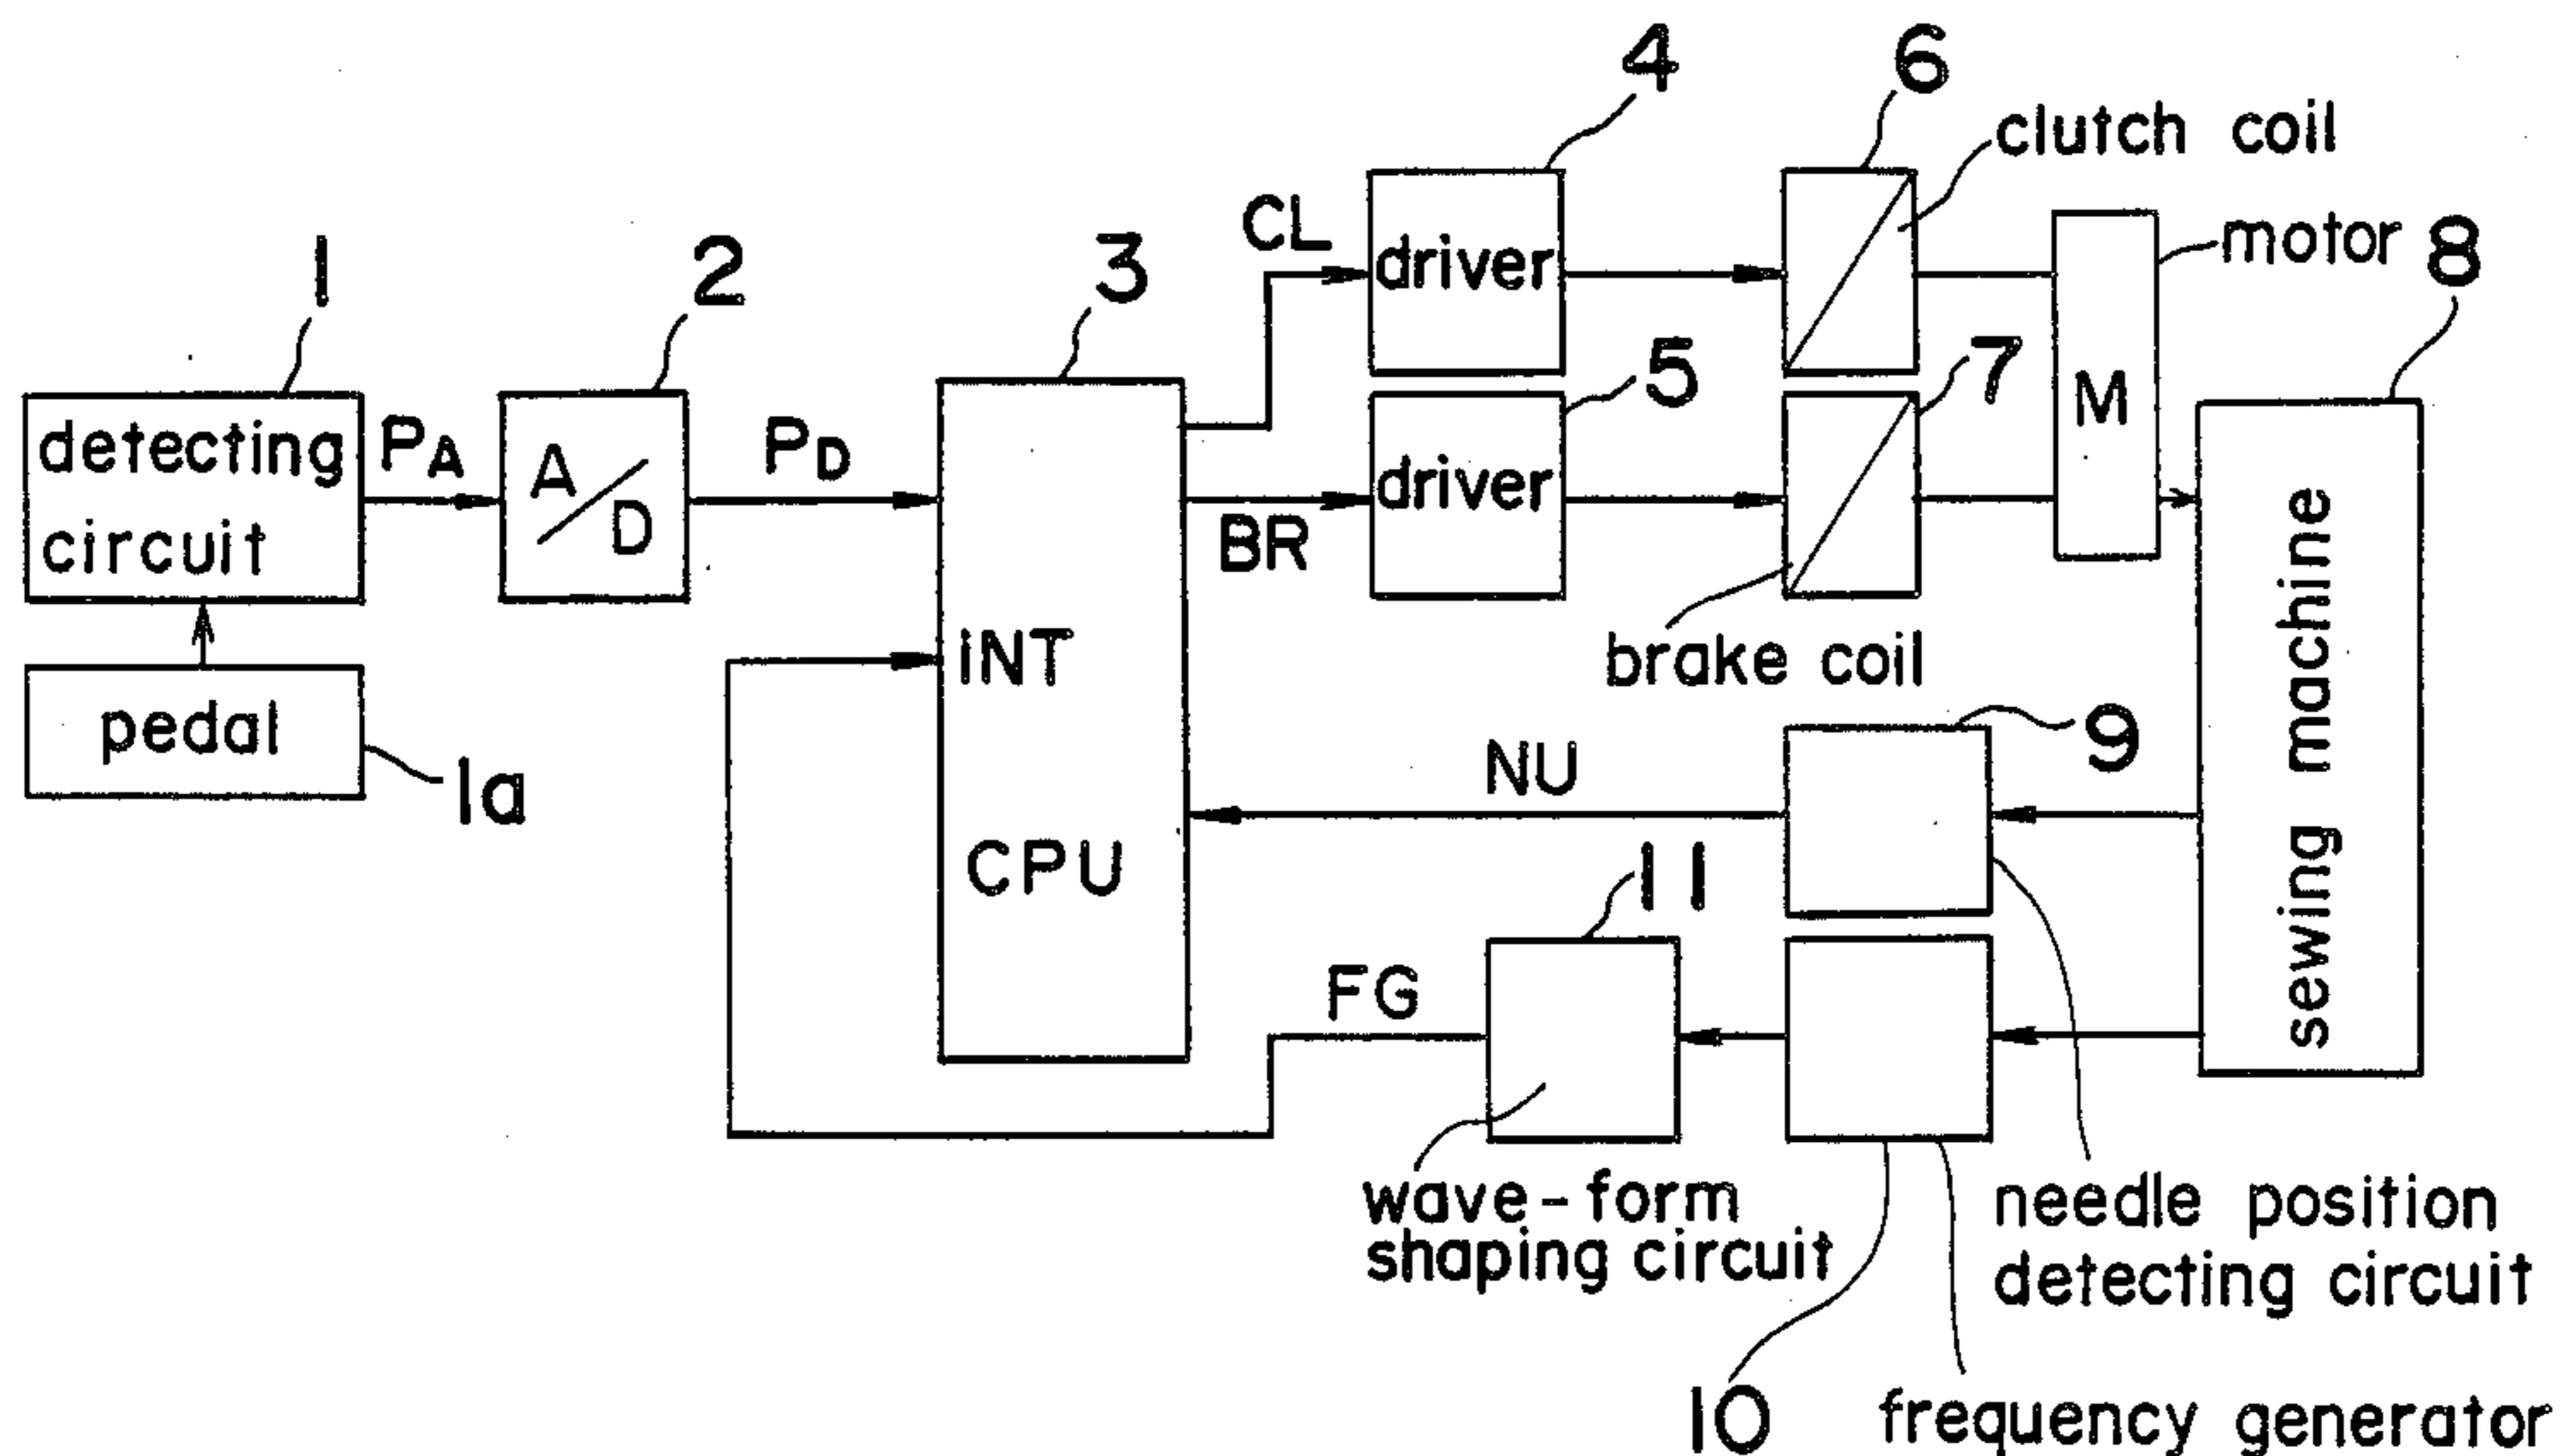 1
2
3
4
6
clutch coil
motor
8
CL
driver
detecting
circuit
PA
A/D
PD
BR
driver
5
7
M
brake coil
pedal
1a
INT
CPU
NU
9
sewing machine
FG
11
wave-form
shaping circuit
needle position
detecting circuit
10
frequency generator